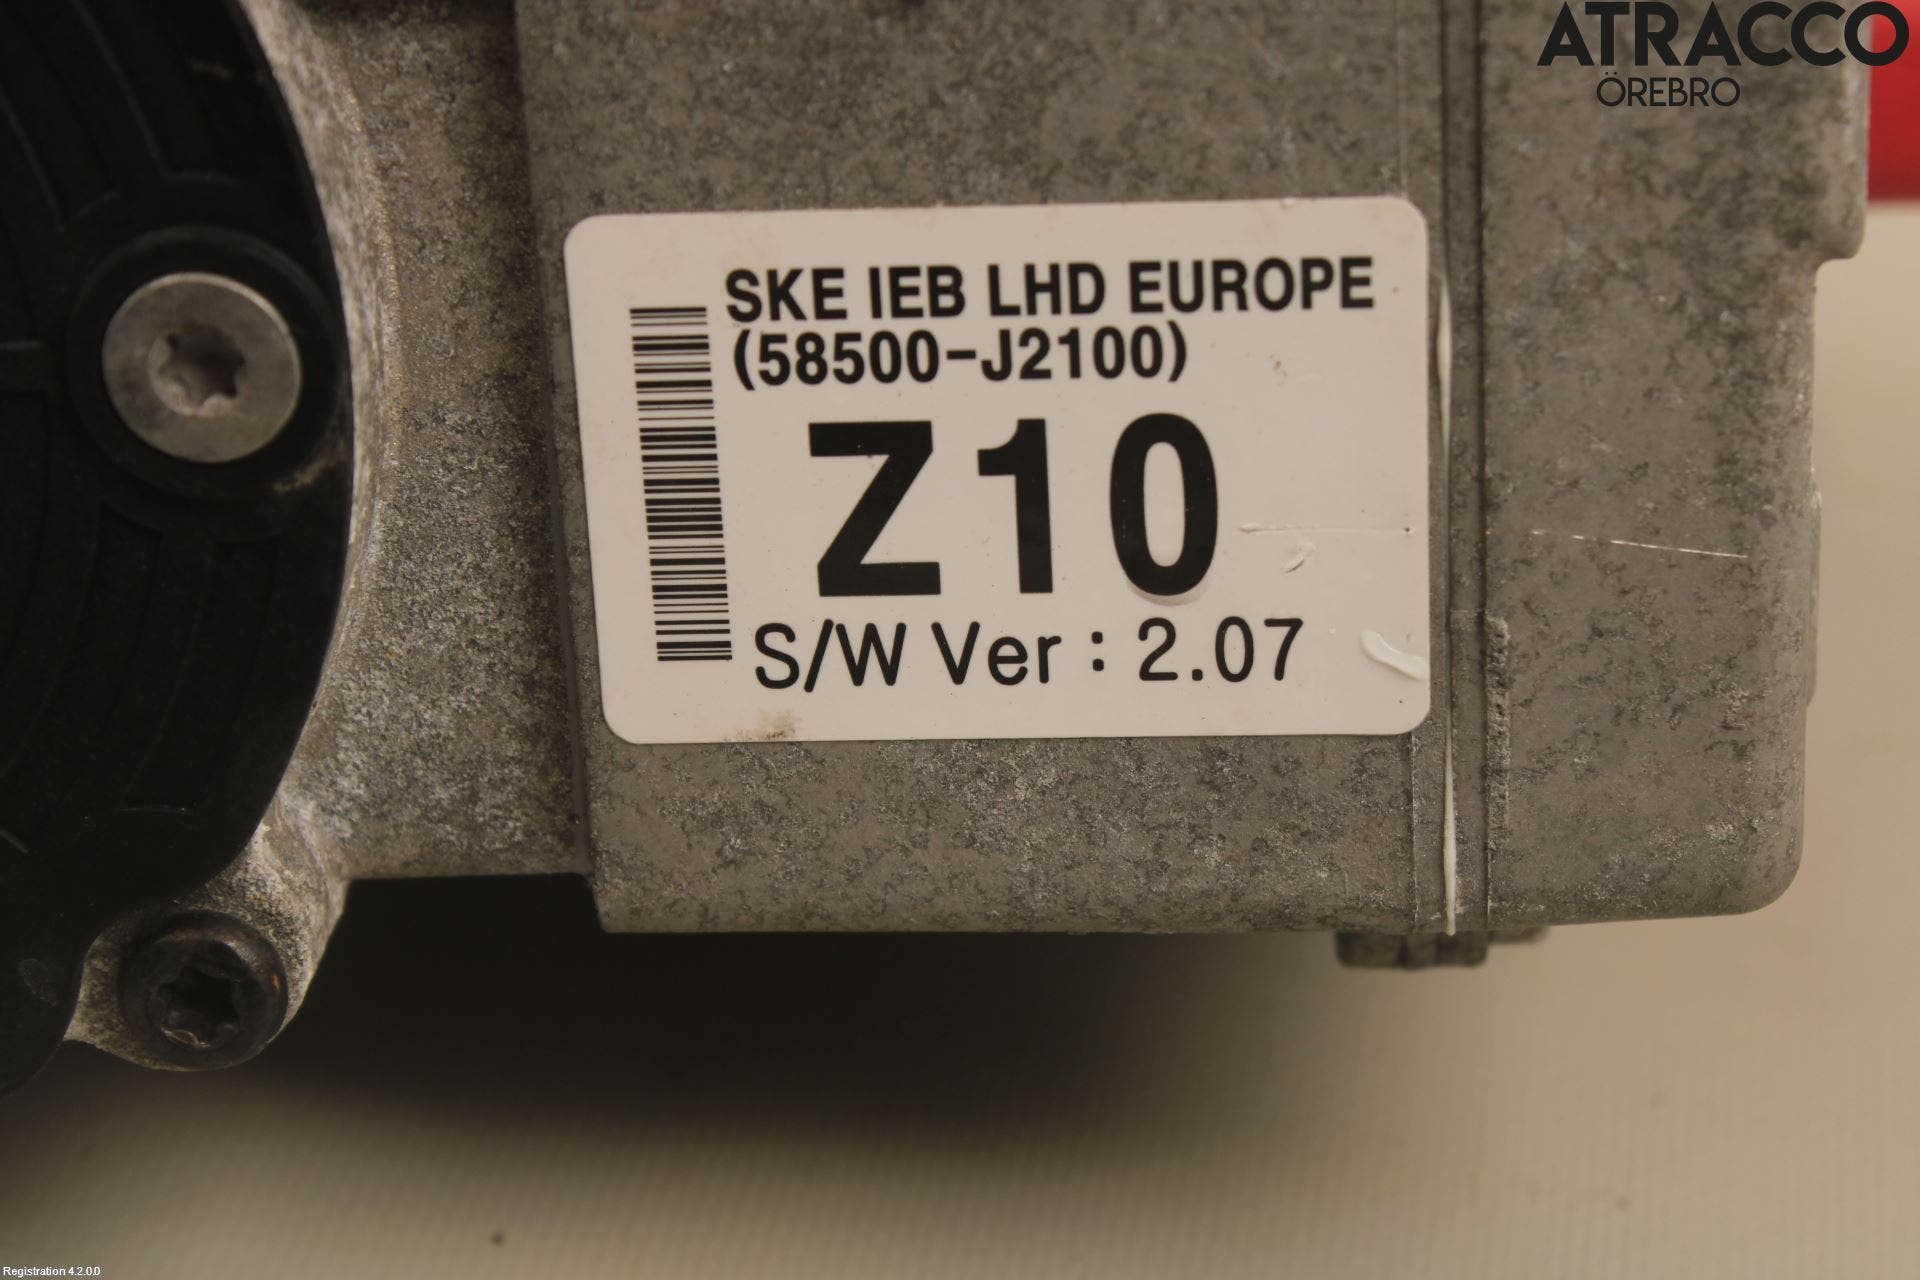 ATRACCO
ÖREBRO
SKE IEB LHD EUROPE
(58500-J2100)
Z10
S/W Ver : 2.07
Registration 4.2.0.0